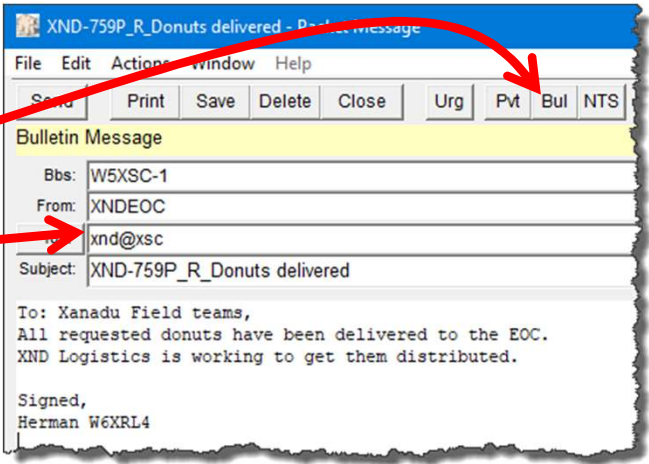 XND-759P_R_Donuts delivered - Packet Message
File Edit Actions Window Help
Send Print Save Delete Close Urg Pvt Bul NTS
Bulletin Message
Bbs: W5XSC-1
From: XNDEOC
xnd@xsc
Subject: XND-759P_R_Donuts delivered
To: Xanadu Field teams,
All requested donuts have been delivered to the EOC.
XND Logistics is working to get them distributed.
Signed,
Herman W6XRL4